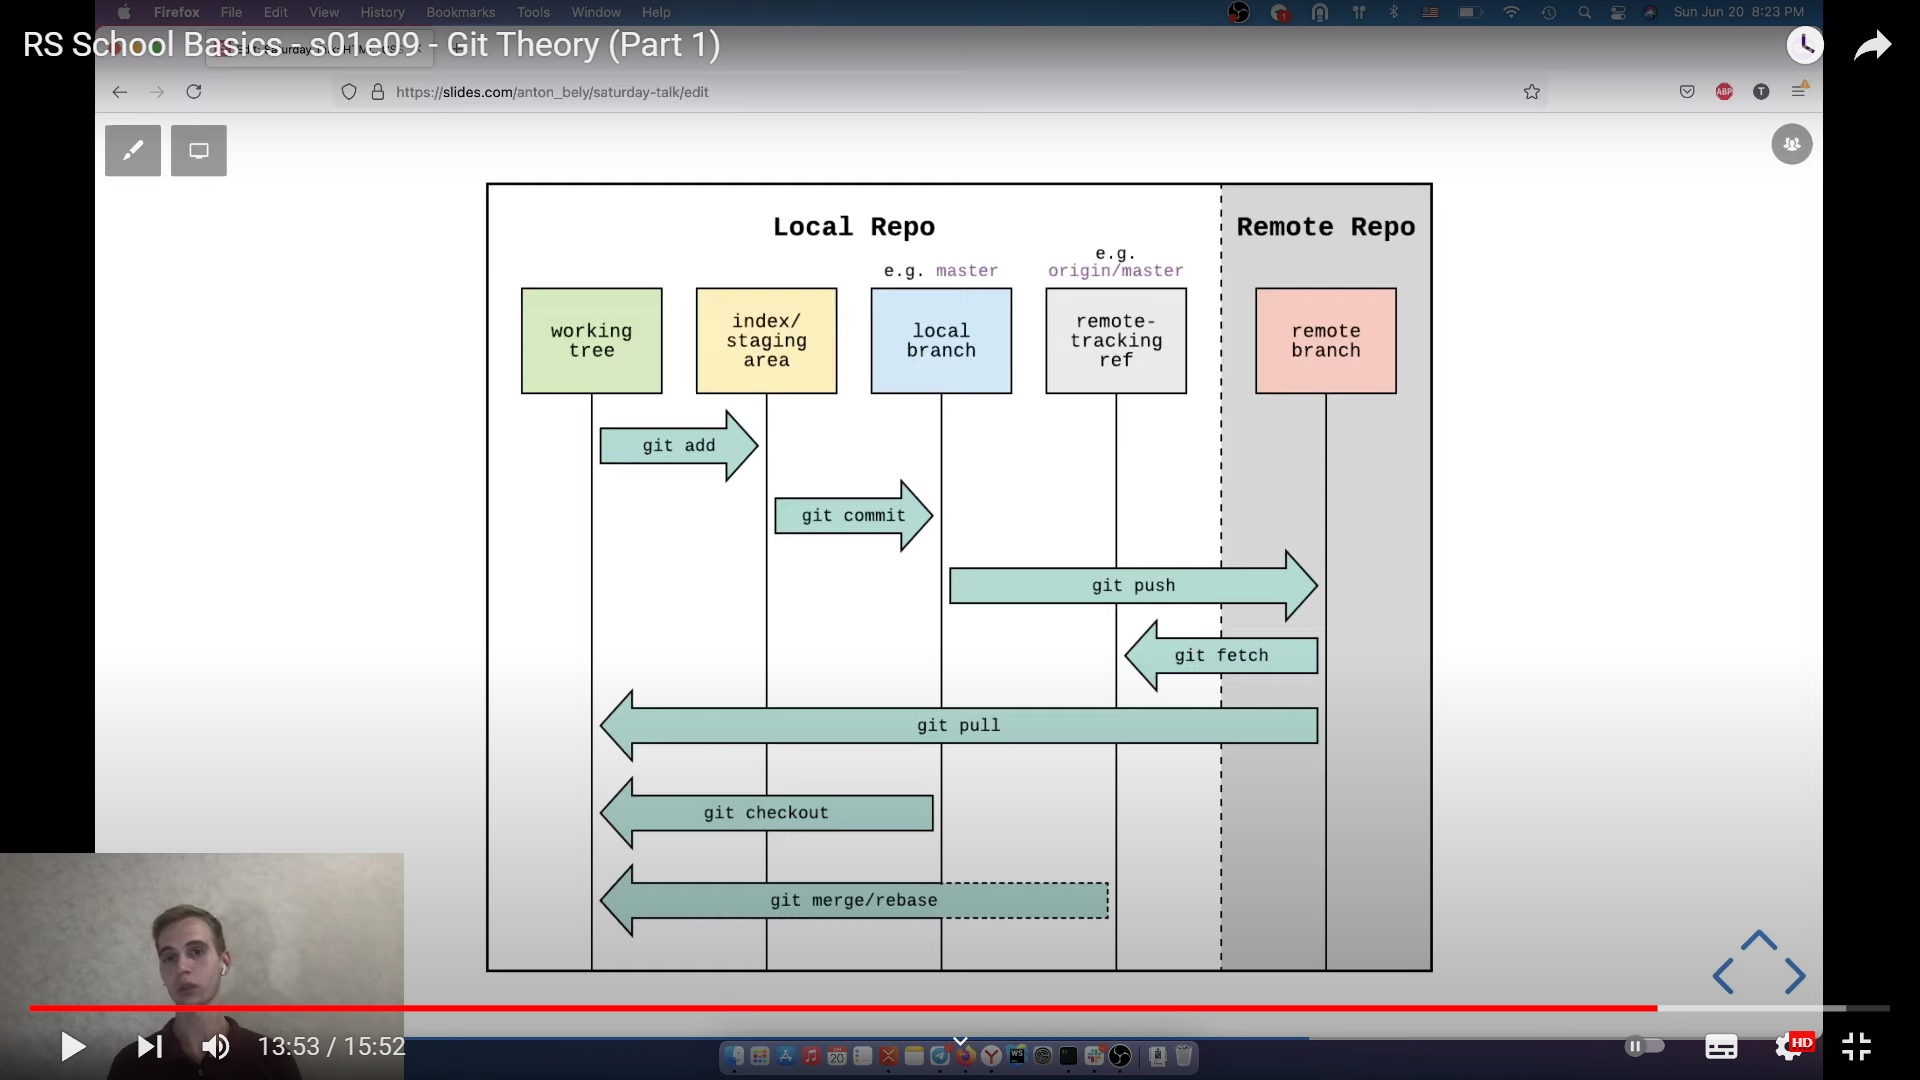 Firefox File Edit View History Bookmarks Tools Window Help
Sun Jun 20 8:23 PM
RS School Basics - s01e09 - Git Theory (Part 1)
https://slides.com/anton_bely/saturday-talk/edit
ABP
T
Local Repo
Remote Repo
e.g. master
e.g.
origin/master
working
tree
index/
staging
area
local
branch
remote-
tracking
ref
remote
branch
git add
git commit
git push
git fetch
git pull
git checkout
git merge/rebase
13:53 / 15:52
HD
20
WS